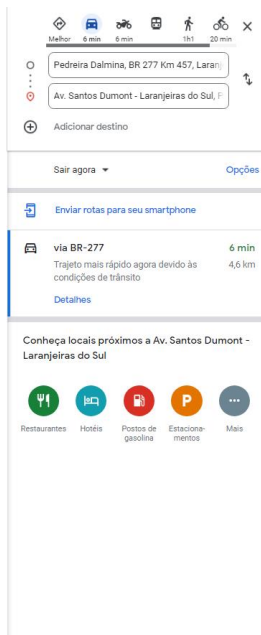 Melhor 6 min 6 min 1h1 20 min
Pedreira Dalmina, BR 277 Km 457, Laranj
Av. Santos Dumont - Laranjeiras do Sul, P
Adicionar destino
Sair agora Opções
Enviar rotas para seu smartphone
via BR-277 6 min
Trajeto mais rápido agora devido às 4,6 km
condições de trânsito
Detalhes
Conheça locais próximos a Av. Santos Dumont -
Laranjeiras do Sul
P
Restaurantes Hotéis Postos de Estaciona- Mais
gasolina mentos